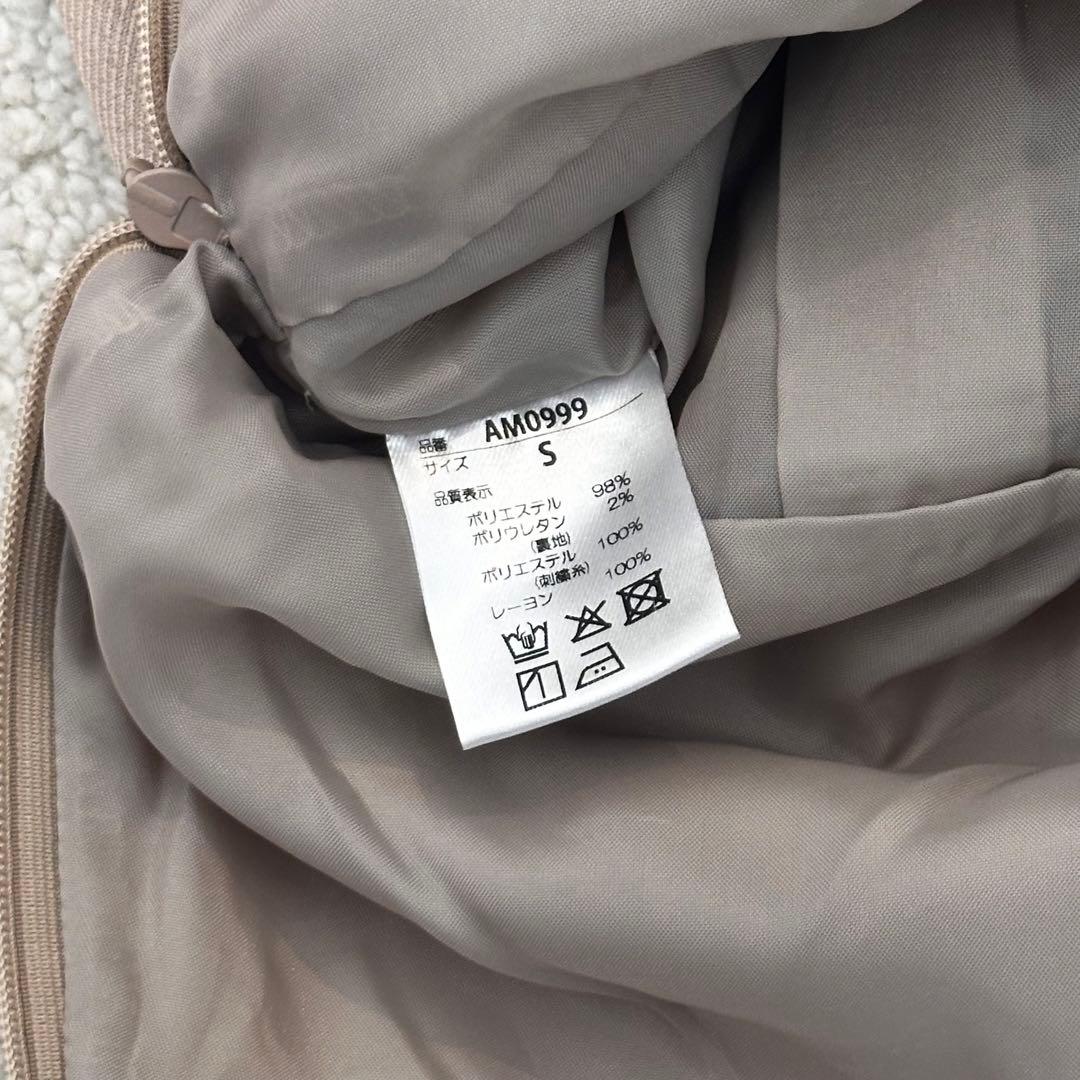 品番 AM0999
サイズ S
品質表示
ポリエステル 98%
ポリウレタン 2%
(裏地)
ポリエステル 100%
(刺繍糸)
レーヨン 100%